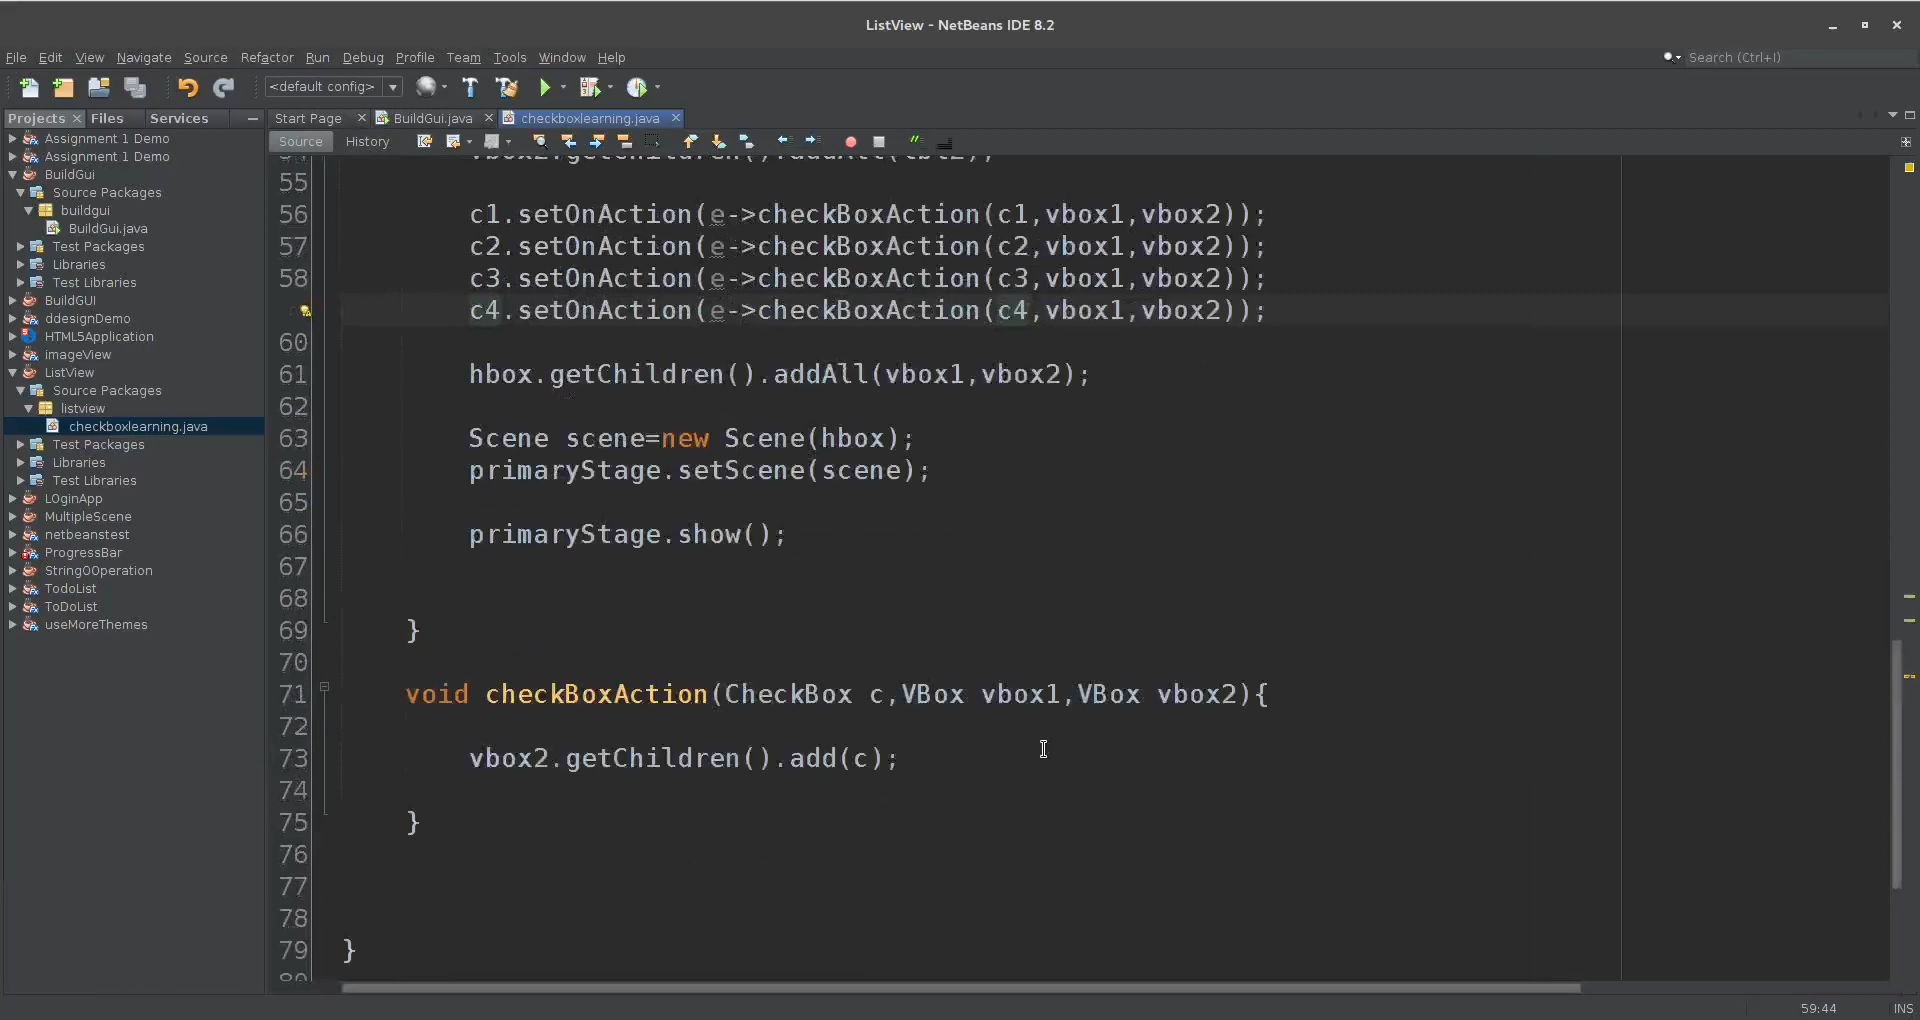 ListView - NetBeans IDE 8.2
File Edit View Navigate Source Refactor Run Debug Profile Team Tools Window Help
Search (Ctrl+I)
<default config>
Projects Files Services
Start Page BuildGui.java checkboxlearning.java
Source History
Assignment 1 Demo
Assignment 1 Demo
BuildGui
Source Packages
buildgui
BuildGui.java
Test Packages
Libraries
Test Libraries
BuildGUI
ddesignDemo
HTML5Application
imageView
ListView
Source Packages
listview
checkboxlearning.java
Test Packages
Libraries
Test Libraries
LOginApp
MultipleScene
netbeanstest
ProgressBar
StringOOperation
TodoList
ToDoList
useMoreThemes
55
56 c1.setOnAction(e->checkBoxAction(c1,vbox1,vbox2));
57 c2.setOnAction(e->checkBoxAction(c2,vbox1,vbox2));
58 c3.setOnAction(e->checkBoxAction(c3,vbox1,vbox2));
c4.setOnAction(e->checkBoxAction(c4,vbox1,vbox2));
60
61 hbox.getChildren().addAll(vbox1,vbox2);
62
63 Scene scene=new Scene(hbox);
64 primaryStage.setScene(scene);
65
66 primaryStage.show();
67
68
69 }
70
71 void checkBoxAction(CheckBox c,VBox vbox1,VBox vbox2){
72
73 vbox2.getChildren().add(c);
74
75 }
76
77
78
79 }
59:44 INS